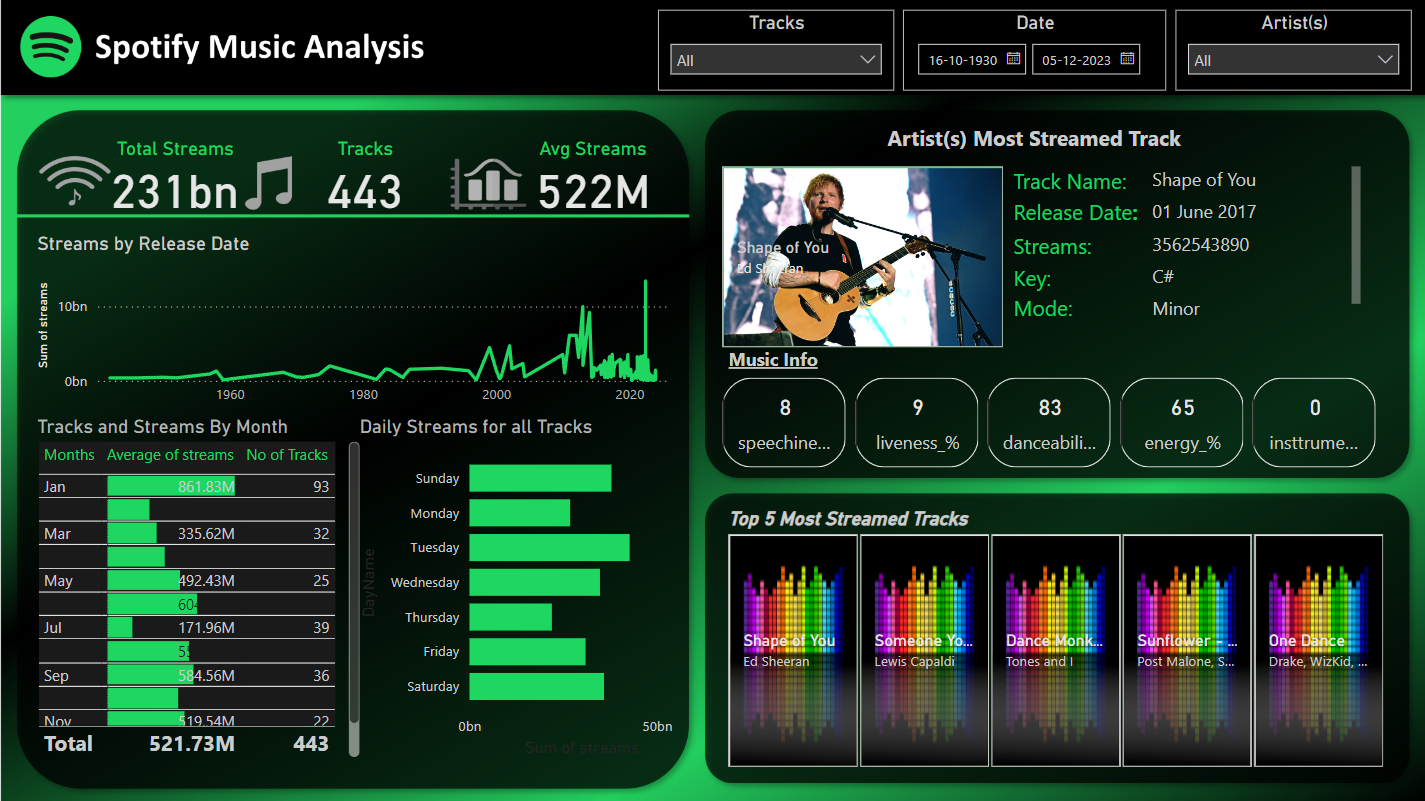 Spotify Music Analysis
Tracks
All
Date
16-10-1930
05-12-2023
Artist(s)
All
Total Streams
231bn
Tracks
443
Avg Streams
522M
Streams by Release Date
Sum of streams
10bn
0bn
1960
1980
2000
2020
Tracks and Streams By Month
Months Average of streams No of Tracks
Jan 861.83M 93
Mar 335.62M 32
May 492.43M 25
604
Jul 171.96M 39
Sep 584.56M 36
Nov 519.54M 22
Total 521.73M 443
Daily Streams for all Tracks
DayName
Sunday
Monday
Tuesday
Wednesday
Thursday
Friday
Saturday
0bn
50bn
Sum of streams
Artist(s) Most Streamed Track
Shape of You
Ed Sheeran
Track Name: Shape of You
Release Date: 01 June 2017
Streams: 3562543890
Key: C#
Mode: Minor
Music Info
8
speechine...
9
liveness_%
83
danceabili...
65
energy_%
0
insttrume...
Top 5 Most Streamed Tracks
Shape of You
Ed Sheeran
Someone Yo...
Lewis Capaldi
Dance Monk...
Tones and I
Sunflower - ...
Post Malone, S...
One Dance
Drake, WizKid, ...